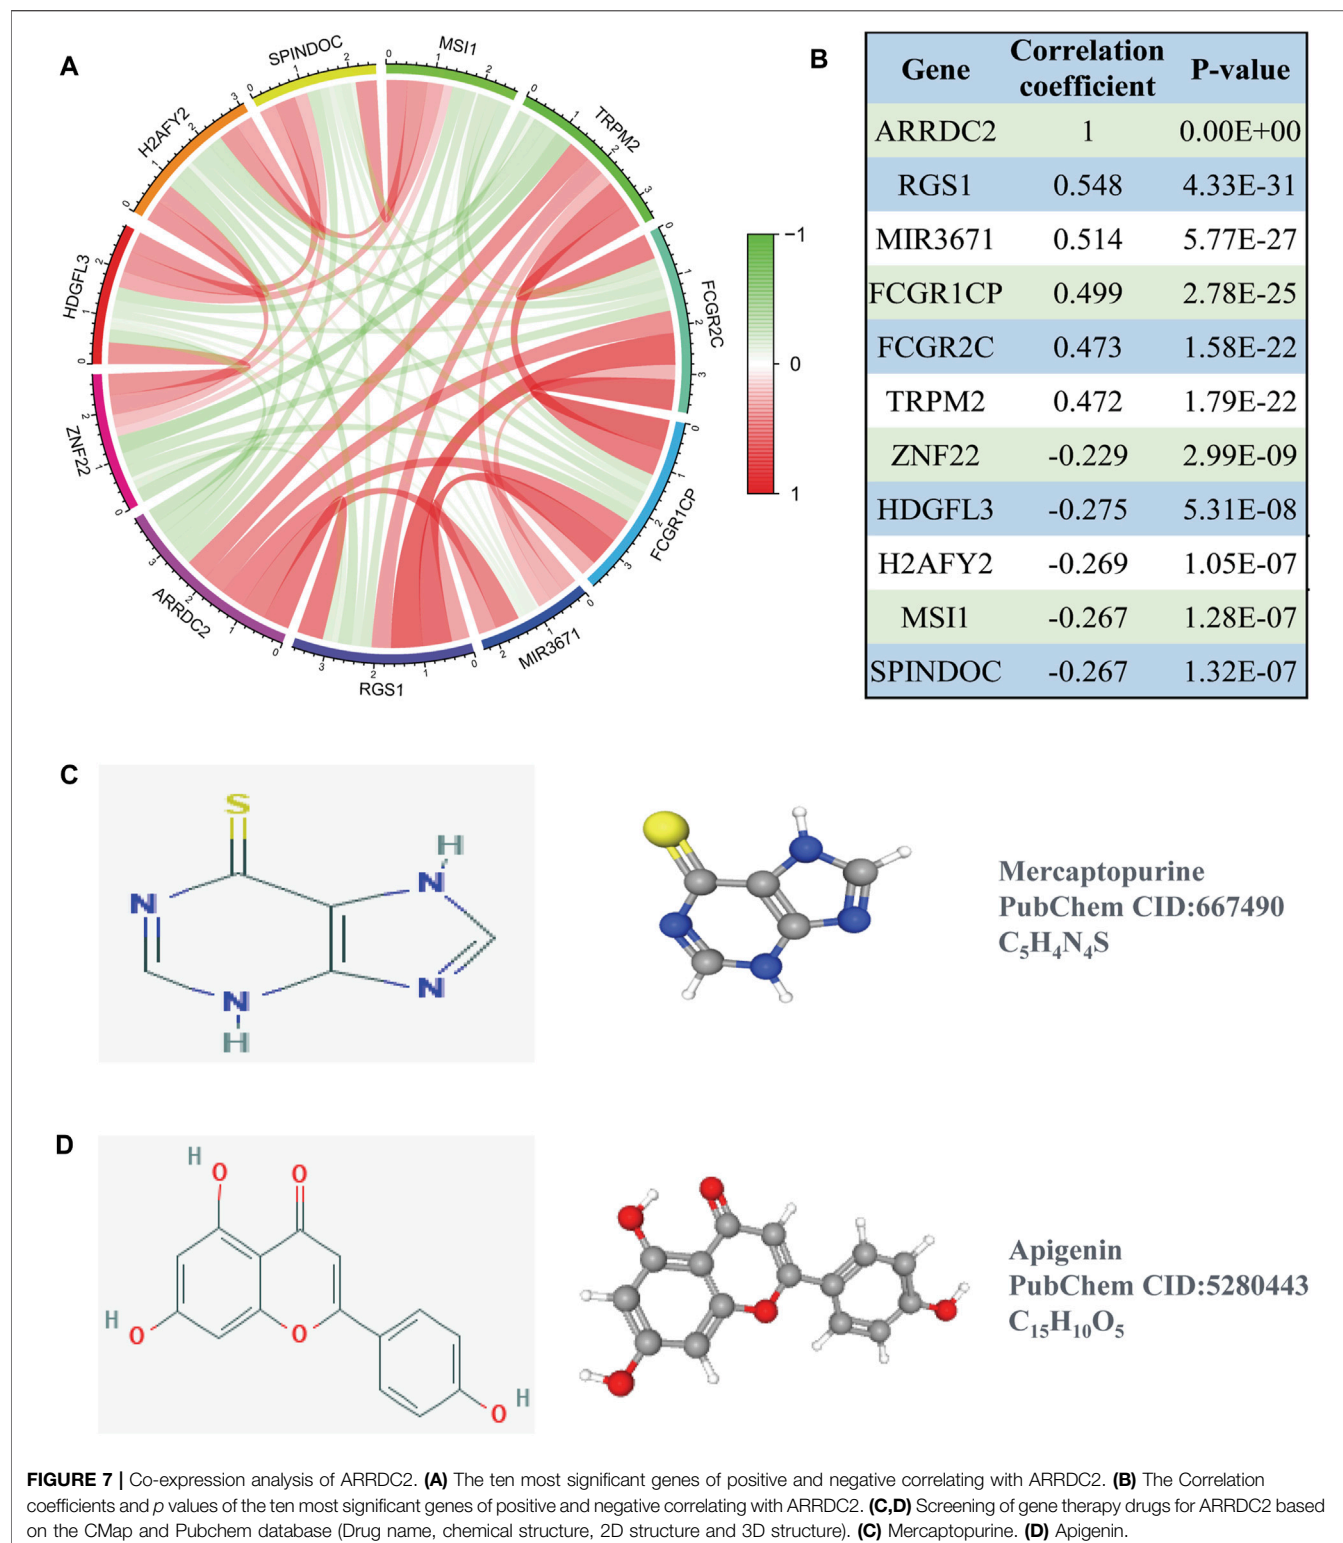 A
SPINDOC
MSI1
TRPM2
FCGR2C
FCGR1CP
MIR3671
RGS1
ARRDC2
ZNF22
HDGFL3
H2AFY2
−1
0
1
B
Gene Correlation coefficient P-value
ARRDC2 1 0.00E+00
RGS1 0.548 4.33E-31
MIR3671 0.514 5.77E-27
FCGR1CP 0.499 2.78E-25
FCGR2C 0.473 1.58E-22
TRPM2 0.472 1.79E-22
ZNF22 -0.229 2.99E-09
HDGFL3 -0.275 5.31E-08
H2AFY2 -0.269 1.05E-07
MSI1 -0.267 1.28E-07
SPINDOC -0.267 1.32E-07
C
S
H
N
N
N
N
H
Mercaptopurine
PubChem CID:667490
C5H4N4S
D
H
O
O
H
O
O
H
O
Apigenin
PubChem CID:5280443
C15H10O5
FIGURE 7 | Co-expression analysis of ARRDC2. (A) The ten most significant genes of positive and negative correlating with ARRDC2. (B) The Correlation
coefficients and p values of the ten most significant genes of positive and negative correlating with ARRDC2. (C,D) Screening of gene therapy drugs for ARRDC2 based
on the CMap and Pubchem database (Drug name, chemical structure, 2D structure and 3D structure). (C) Mercaptopurine. (D) Apigenin.